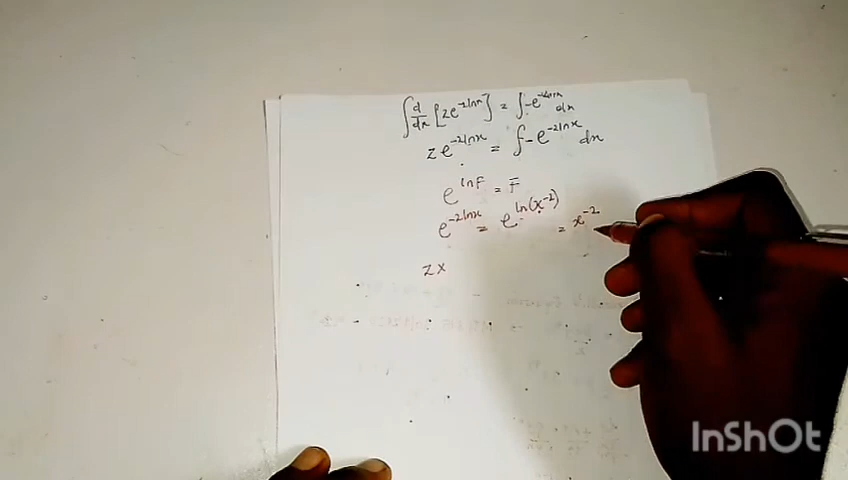 ∫ d/dx [ze^{-2lnx}] = ∫-e^{-2lnx} dx
ze^{-2lnx} = ∫-e^{-2lnx} dx
e^{lnF} = F
e^{-2lnx} = e^{ln(x^{-2})} = x^{-2}
zx
InShOt